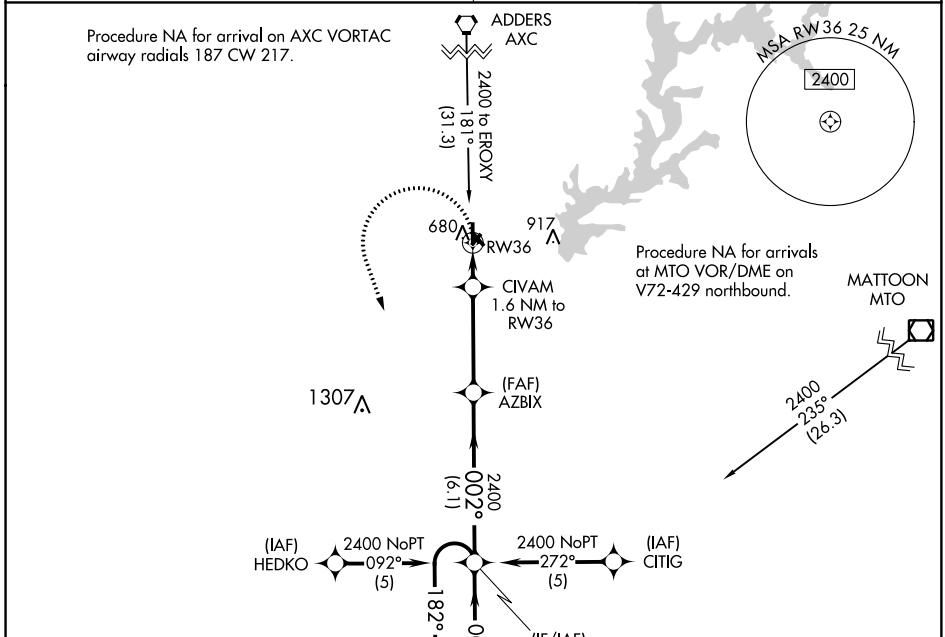 Procedure NA for arrival on AXC VORTAC
airway radials 187 CW 217.
ADDERS
AXC
2400 to EROXY
181°
(31.3)
MSA RW36 25 NM
2400
680
917
RW36
Procedure NA for arrivals
at MTO VOR/DME on
V72-429 northbound.
MATTOON
MTO
CIVAM
1.6 NM to
RW36
2400
235°
(26.3)
1307
(FAF)
AZBIX
2400
002°
(6.1)
(IAF)
HEDKO
2400 NoPT
092°
(5)
2400 NoPT
272°
(5)
(IAF)
CITIG
182°
(IF/IAF)